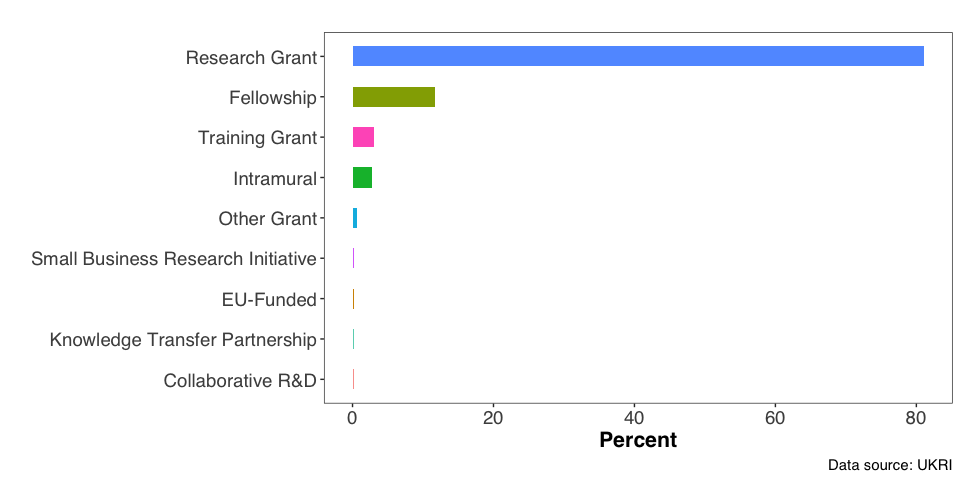 Research Grant
Fellowship
Training Grant
Intramural
Other Grant
Small Business Research Initiative
EU-Funded
Knowledge Transfer Partnership
Collaborative R&D
0 20 40 60 80
Percent
Data source: UKRI